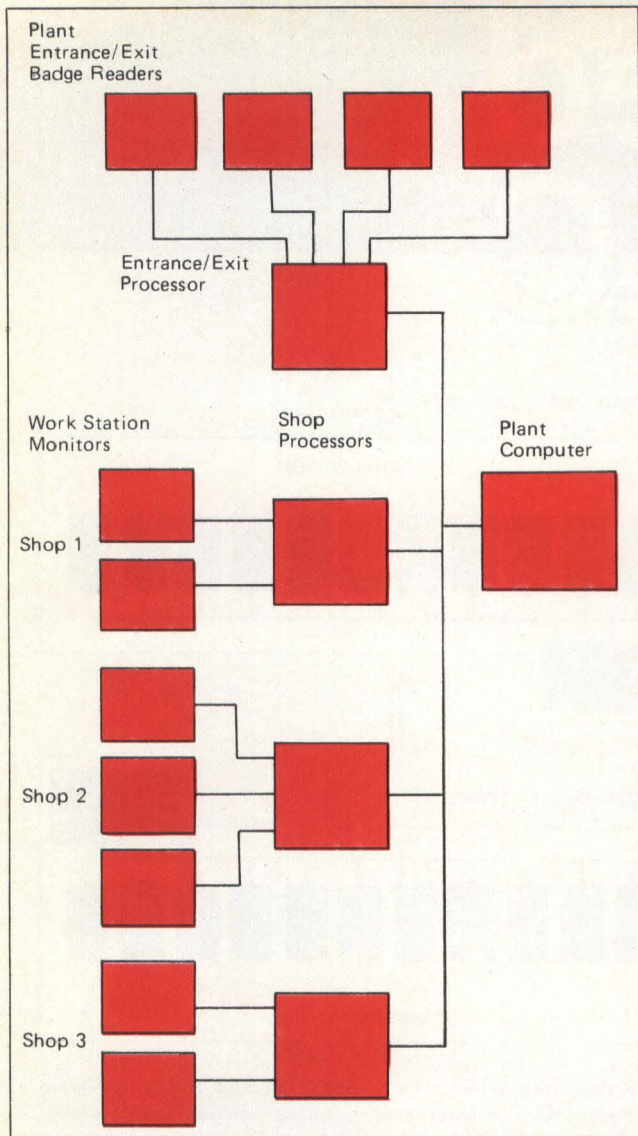 Plant
Entrance/Exit
Badge Readers
Entrance/Exit
Processor
Work Station
Monitors
Shop
Processors
Plant
Computer
Shop 1
Shop 2
Shop 3